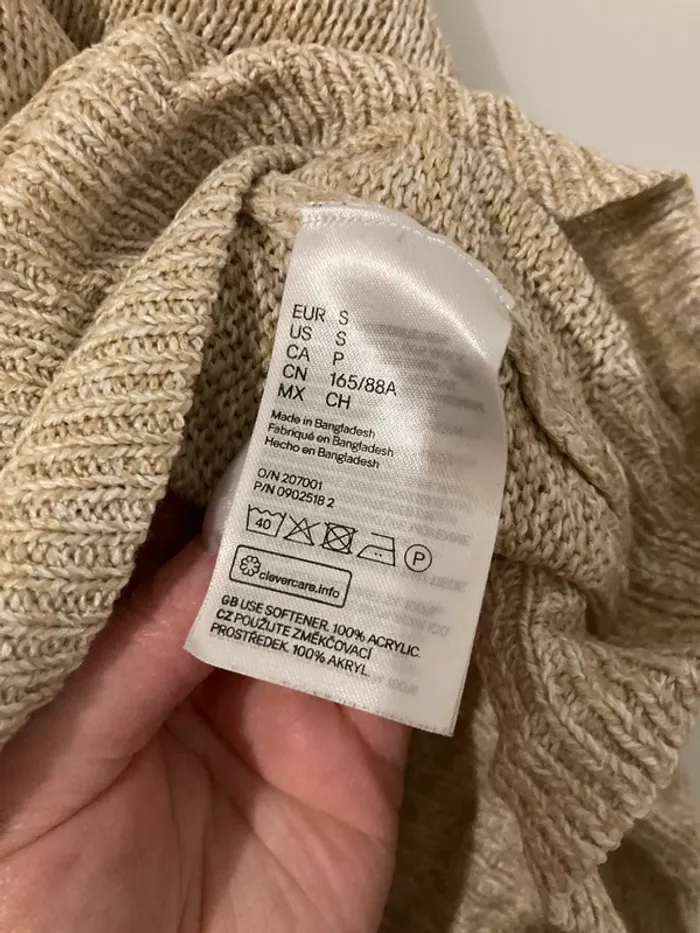 EUR S
US S
CA P
CN 165/88A
MX CH
Made in Bangladesh
Fabriqué en Bangladesh
Hecho en Bangladesh
O/N 207001
P/N 0902518 2
40
P
clevercare.info
GB USE SOFTENER. 100% ACRYLIC.
CZ POUŽIJTE ZMĚKČOVACÍ
PROSTŘEDEK. 100% AKRYL.